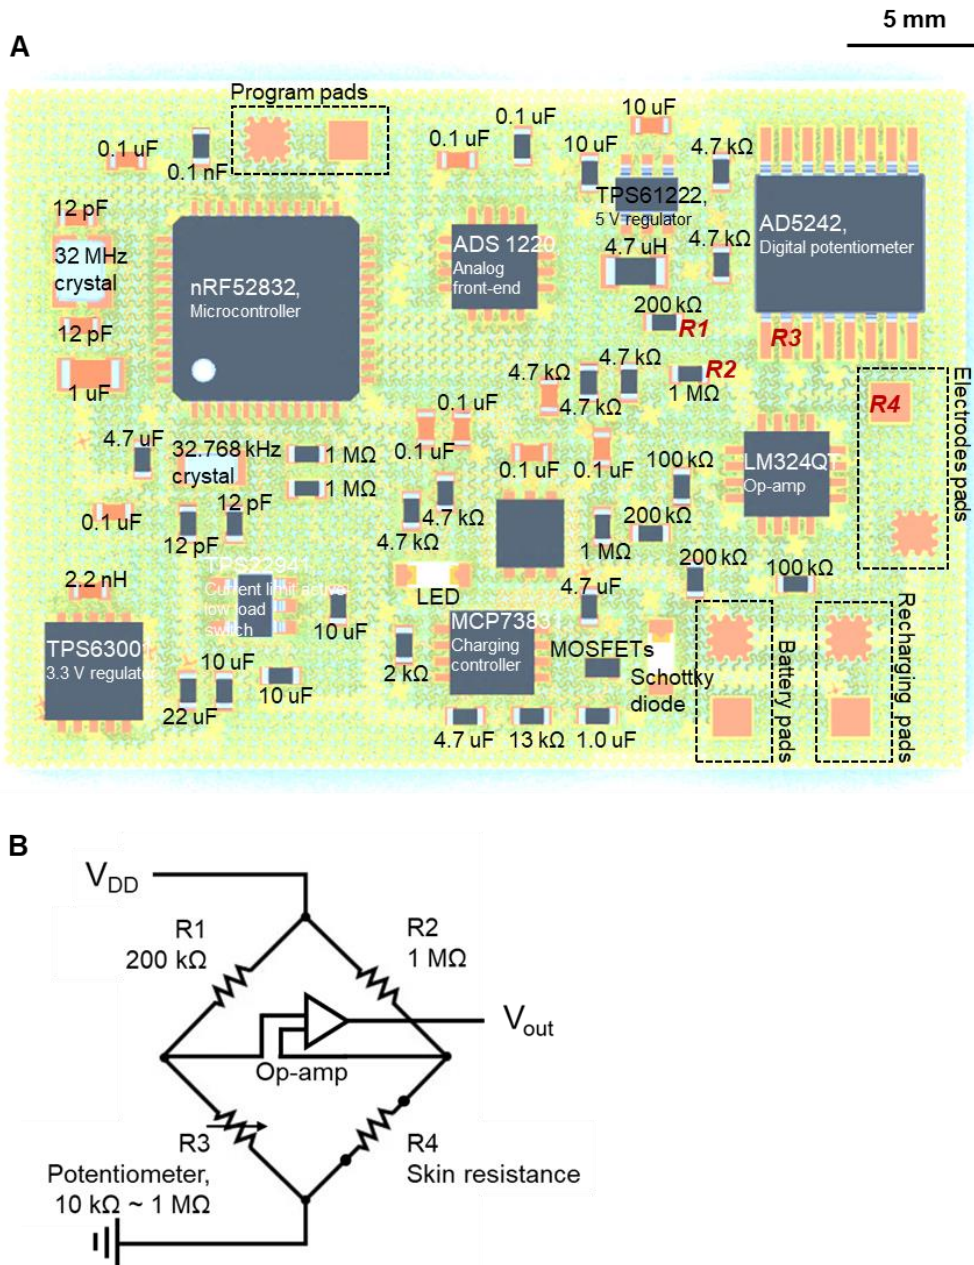 5 mm
A
Program pads
0.1 uF
0.1 nF
0.1 uF
0.1 uF
10 uF
10 uF
4.7 kΩ
TPS61222,
5 V regulator
AD5242,
Digital potentiometer
12 pF
32 MHz
crystal
12 pF
1 uF
nRF52832,
Microcontroller
ADS 1220
Analog
front-end
4.7 uH
4.7 kΩ
200 kΩ
R1
R3
R2
1 MΩ
R4
Electrodes pads
4.7 kΩ
4.7 kΩ
4.7 kΩ
0.1 uF
0.1 uF
0.1 uF
0.1 uF
4.7 uF
32.768 kHz
crystal
1 MΩ
1 MΩ
100 kΩ
LM324QT
Op-amp
0.1 uF
12 pF
12 pF
4.7 kΩ
4.7 kΩ
1 MΩ
200 kΩ
200 kΩ
100 kΩ
2.2 nH
TPS22941
Current limit active
low load
switch
LED
4.7 uF
10 uF
TPS63001
3.3 V regulator
10 uF
22 uF
10 uF
2 kΩ
MCP73831,
Charging
controller
MOSFETs
Schottky
diode
Battery pads
Recharging pads
4.7 uF
13 kΩ
1.0 uF
B
VDD
R1
200 kΩ
R2
1 MΩ
Vout
Op-amp
R3
Potentiometer,
10 kΩ ~ 1 MΩ
R4
Skin resistance